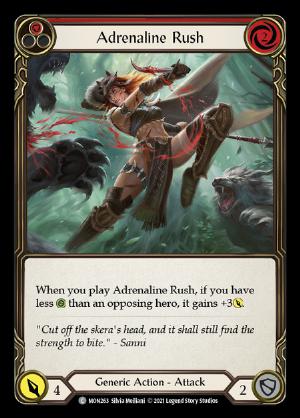 Adrenaline Rush
2
When you play Adrenaline Rush, if you have
less than an opposing hero, it gains +3
"Cut off the skera's head, and it shall still find the
strength to bite." - Sanni
4
Generic Action - Attack
2
C MON263 Silvia Meiliani © 2021 Legend Story Studios